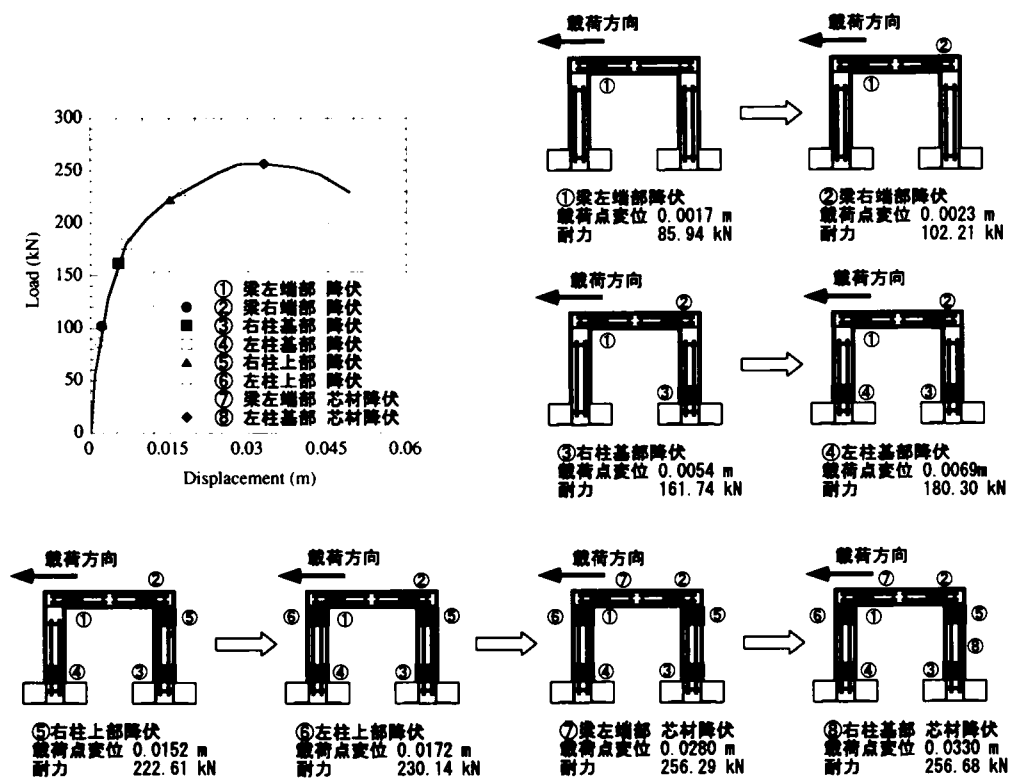 300
250
200
150
100
50
0
Load (kN)
① 梁左端部 降伏
② 梁右端部 降伏
③ 右柱基部 降伏
④ 左柱基部 降伏
⑤ 右柱上部 降伏
⑥ 左柱上部 降伏
⑦ 梁左端部 芯材降伏
⑧ 左柱基部 芯材降伏
0 0.015 0.03 0.045 0.06
Displacement (m)
載荷方向
①
①梁左端部降伏
載荷点変位 0.0017 m
耐力 85.94 kN
載荷方向
②
①
②梁右端部降伏
載荷点変位 0.0023 m
耐力 102.21 kN
載荷方向
②
①
③
③右柱基部降伏
載荷点変位 0.0054 m
耐力 161.74 kN
載荷方向
②
①
④ ③
④左柱基部降伏
載荷点変位 0.0069m
耐力 180.30 kN
載荷方向
②
① ⑤
④ ③
⑤右柱上部降伏
載荷点変位 0.0152 m
耐力 222.61 kN
載荷方向
②
⑥ ① ⑤
④ ③
⑥左柱上部降伏
載荷点変位 0.0172 m
耐力 230.14 kN
載荷方向
⑦ ②
⑥ ① ⑤
④ ③
⑦梁左端部 芯材降伏
載荷点変位 0.0280 m
耐力 256.29 kN
載荷方向
⑦ ②
⑥ ① ⑤
⑧
④ ③
⑧右柱基部 芯材降伏
載荷点変位 0.0330 m
耐力 256.68 kN